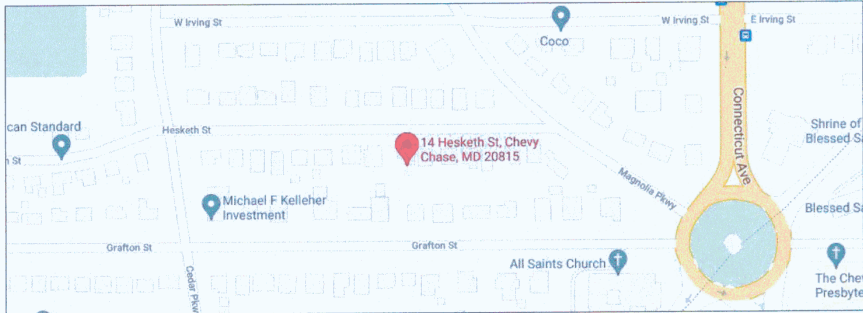 W Irving St
W Irving St
E Irving St
Coco
Connecticut Ave
can Standard
Hesketh St
14 Hesketh St, Chevy
Chase, MD 20815
Shrine of
Blessed Sa
n St
Magnolia Pkwy
Michael F Kelleher
Investment
Blessed Sa
Grafton St
Grafton St
All Saints Church
Cedar Pkw
The Chev
Presbyte